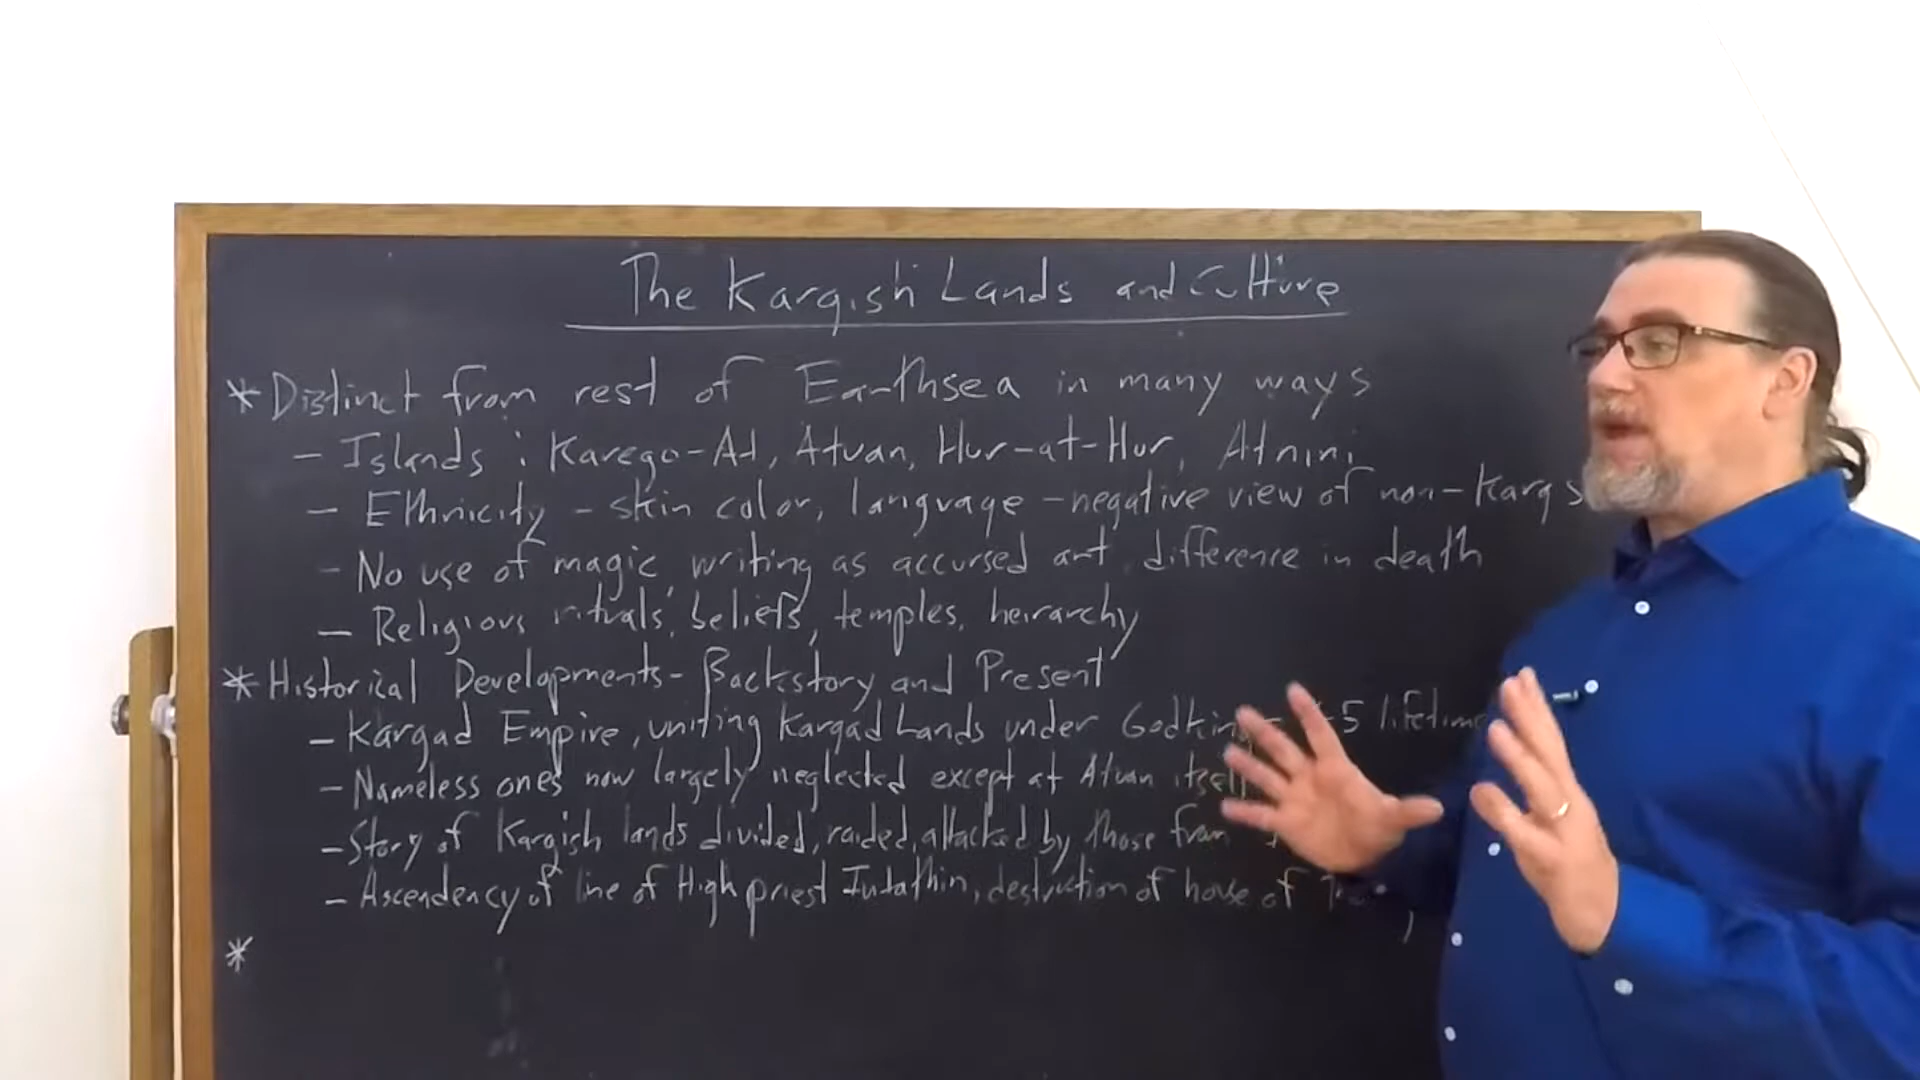 The Kargish Lands and Culture
* Distinct from rest of Earthsea in many ways
- Islands: Karego-At, Atuan, Hur-at-Hur, Atnini
- Ethnicity - skin color, language - negative view of non-Kargs
- No use of magic, writing as accursed art, difference in death
- Religious rituals, beliefs, temples, heirarchy
* Historical Developments - Backstory and Present
- Kargad Empire, uniting Kargad Lands under Godking - 5
- Nameless ones now largely neglected except at Atuan itself
- Story of Kargish lands divided, raided, attacked by those from
- Ascendency of line of High priest Intathin, destruction of house of
*